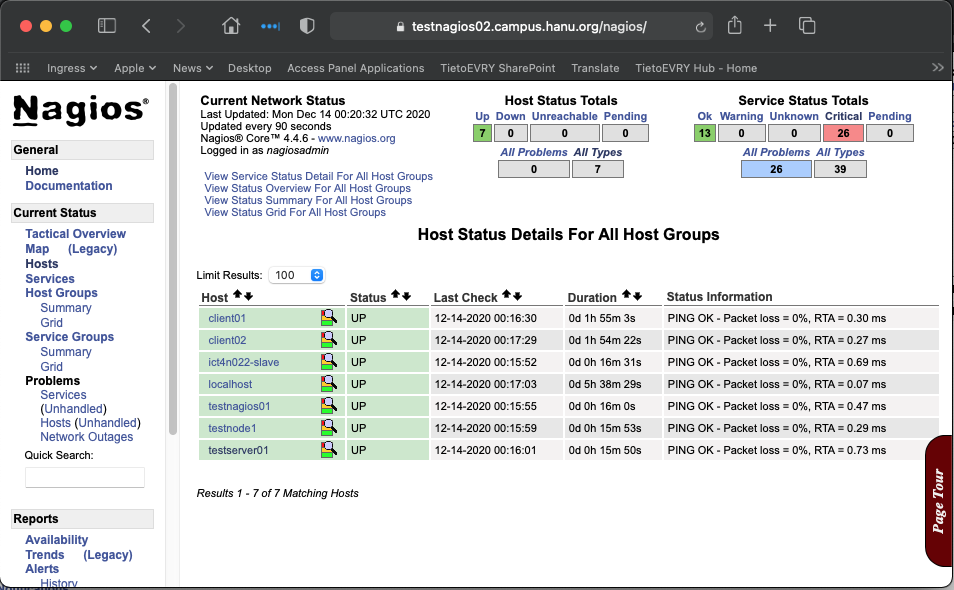 testnagios02.campus.hanu.org/nagios/
Ingress Apple News Desktop Access Panel Applications TietoEVRY SharePoint Translate TietoEVRY Hub - Home
Nagios®
General
Home
Documentation
Current Status
Tactical Overview
Map (Legacy)
Hosts
Services
Host Groups
Summary
Grid
Service Groups
Summary
Grid
Problems
Services
(Unhandled)
Hosts (Unhandled)
Network Outages
Quick Search:
Reports
Availability
Trends (Legacy)
Alerts
History
Current Network Status
Last Updated: Mon Dec 14 00:20:32 UTC 2020
Updated every 90 seconds
Nagios® Core™ 4.4.6 - www.nagios.org
Logged in as nagiosadmin
View Service Status Detail For All Host Groups
View Status Overview For All Host Groups
View Status Summary For All Host Groups
View Status Grid For All Host Groups
Host Status Totals
Up Down Unreachable Pending
7 0 0 0
All Problems All Types
0 7
Service Status Totals
Ok Warning Unknown Critical Pending
13 0 0 26 0
All Problems All Types
26 39
Host Status Details For All Host Groups
Limit Results: 100
Host Status Last Check Duration Status Information
client01 UP 12-14-2020 00:16:30 0d 1h 55m 3s PING OK - Packet loss = 0%, RTA = 0.30 ms
client02 UP 12-14-2020 00:17:29 0d 1h 54m 22s PING OK - Packet loss = 0%, RTA = 0.27 ms
ict4n022-slave UP 12-14-2020 00:15:52 0d 0h 16m 31s PING OK - Packet loss = 0%, RTA = 0.69 ms
localhost UP 12-14-2020 00:17:03 0d 5h 38m 29s PING OK - Packet loss = 0%, RTA = 0.07 ms
testnagios01 UP 12-14-2020 00:15:55 0d 0h 16m 0s PING OK - Packet loss = 0%, RTA = 0.47 ms
testnode1 UP 12-14-2020 00:15:59 0d 0h 15m 53s PING OK - Packet loss = 0%, RTA = 0.29 ms
testserver01 UP 12-14-2020 00:16:01 0d 0h 15m 50s PING OK - Packet loss = 0%, RTA = 0.73 ms
Results 1 - 7 of 7 Matching Hosts
Page Tour